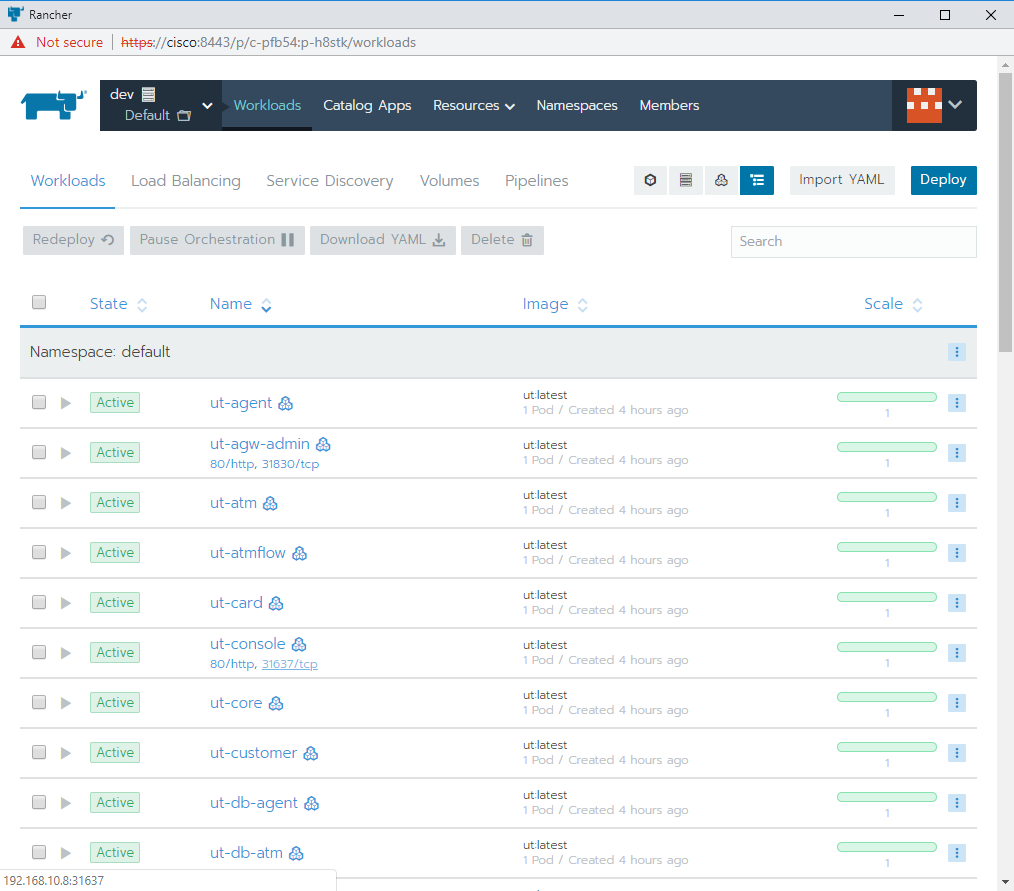 Rancher
Not secure https://cisco:8443/p/c-pfb54:p-h8stk/workloads
dev
Default
Workloads Catalog Apps Resources Namespaces Members
Workloads Load Balancing Service Discovery Volumes Pipelines Import YAML Deploy
Redeploy Pause Orchestration Download YAML Delete Search
State Name Image Scale
Namespace: default
Active ut-agent ut:latest
1 Pod / Created 4 hours ago 1
Active ut-agw-admin ut:latest
80/http, 31830/tcp 1 Pod / Created 4 hours ago 1
Active ut-atm ut:latest
1 Pod / Created 4 hours ago 1
Active ut-atmflow ut:latest
1 Pod / Created 4 hours ago 1
Active ut-card ut:latest
1 Pod / Created 4 hours ago 1
Active ut-console ut:latest
80/http, 31637/tcp 1 Pod / Created 4 hours ago 1
Active ut-core ut:latest
1 Pod / Created 4 hours ago 1
Active ut-customer ut:latest
1 Pod / Created 4 hours ago 1
Active ut-db-agent ut:latest
1 Pod / Created 4 hours ago 1
Active ut-db-atm ut:latest
1 Pod / Created 4 hours ago 1
192.168.10.8:31637